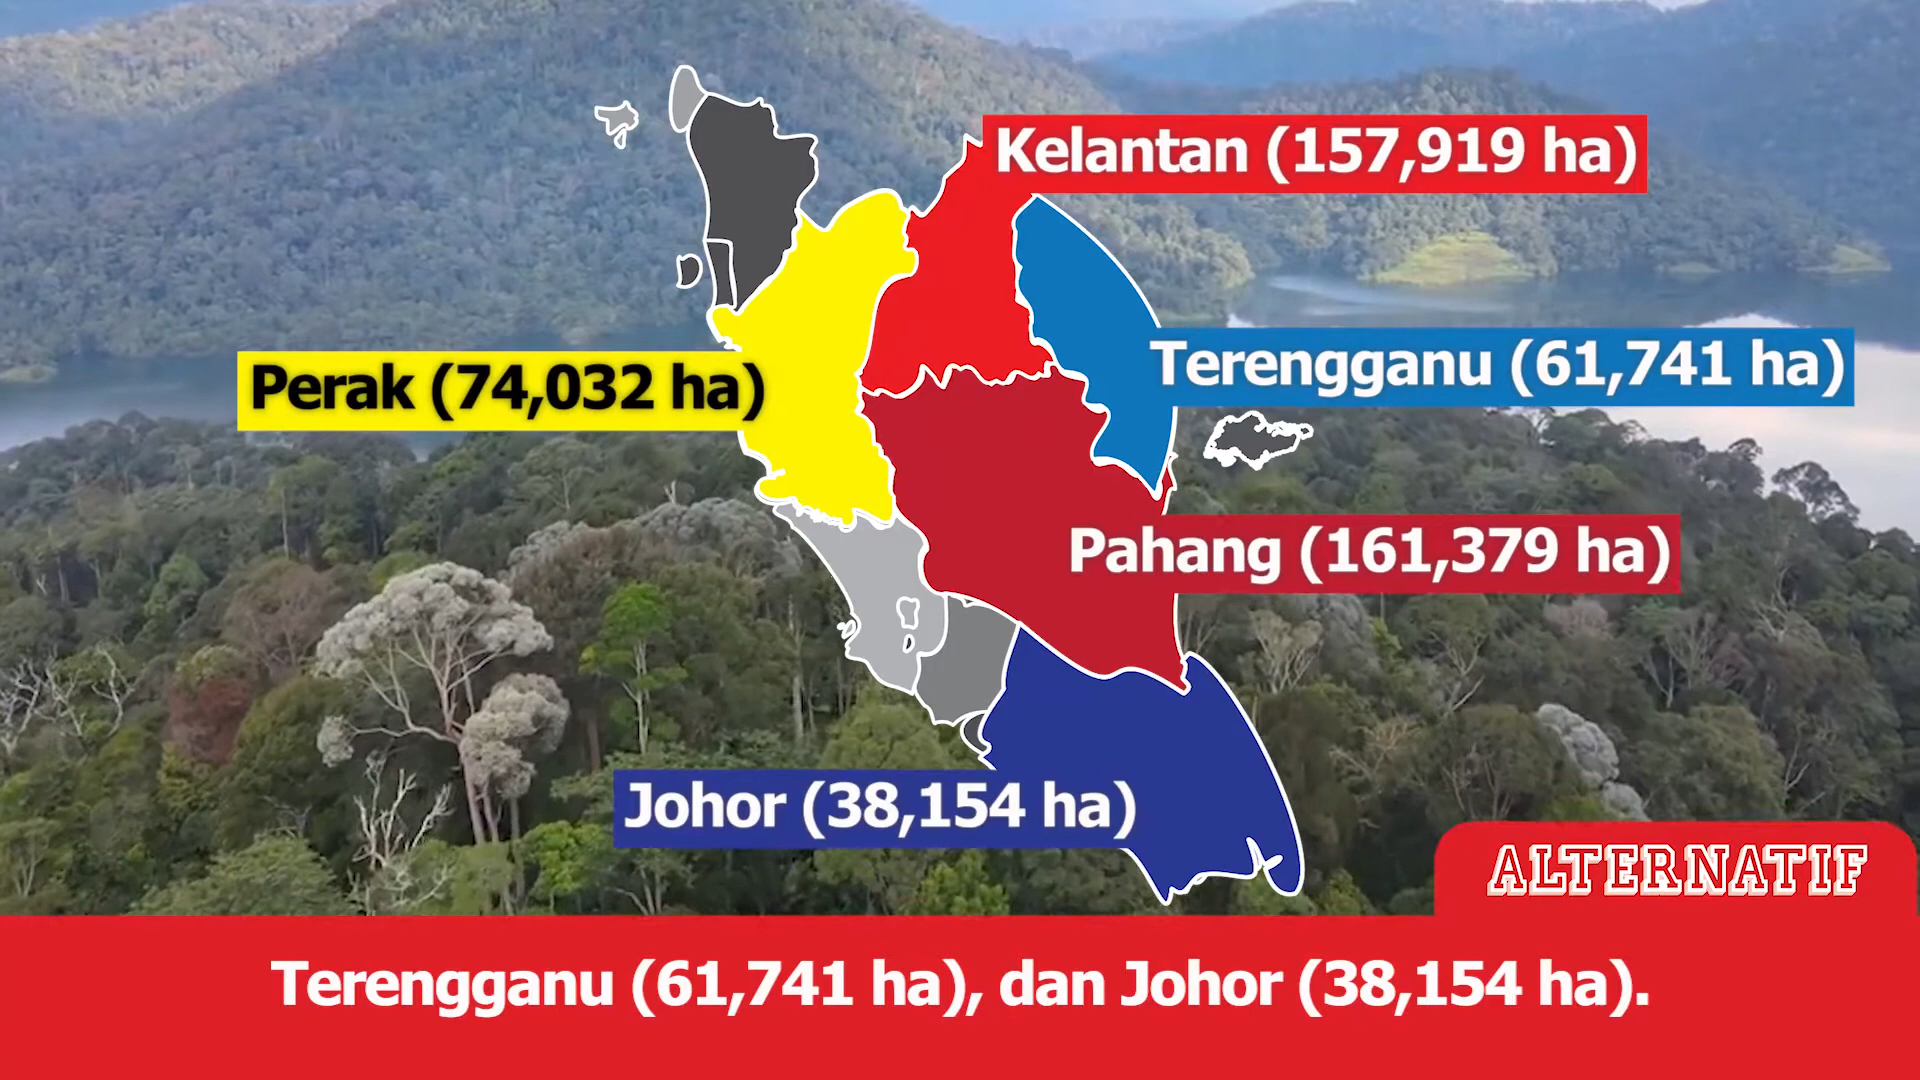 Kelantan (157,919 ha)
Terengganu (61,741 ha)
Perak (74,032 ha)
Pahang (161,379 ha)
Johor (38,154 ha)
ALTERNATIF
Terengganu (61,741 ha), dan Johor (38,154 ha).